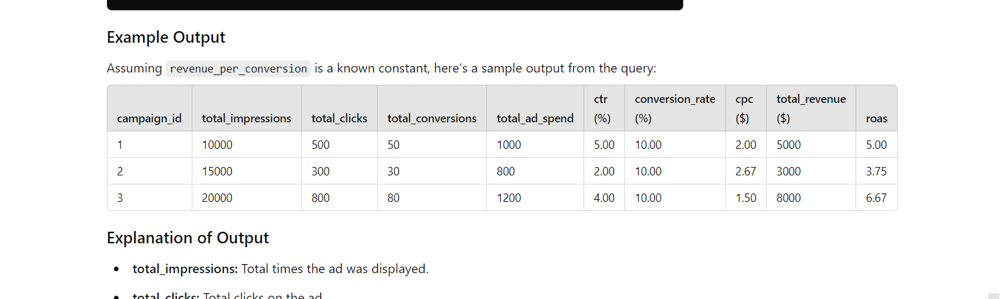 Example Output
Assuming revenue_per_conversion is a known constant, here’s a sample output from the query:
campaign_id total_impressions total_clicks total_conversions total_ad_spend ctr (%) conversion_rate (%) cpc ($) total_revenue ($) roas
1 10000 500 50 1000 5.00 10.00 2.00 5000 5.00
2 15000 300 30 800 2.00 10.00 2.67 3000 3.75
3 20000 800 80 1200 4.00 10.00 1.50 8000 6.67
Explanation of Output
• total_impressions: Total times the ad was displayed.
• total_clicks: Total clicks on the ad.